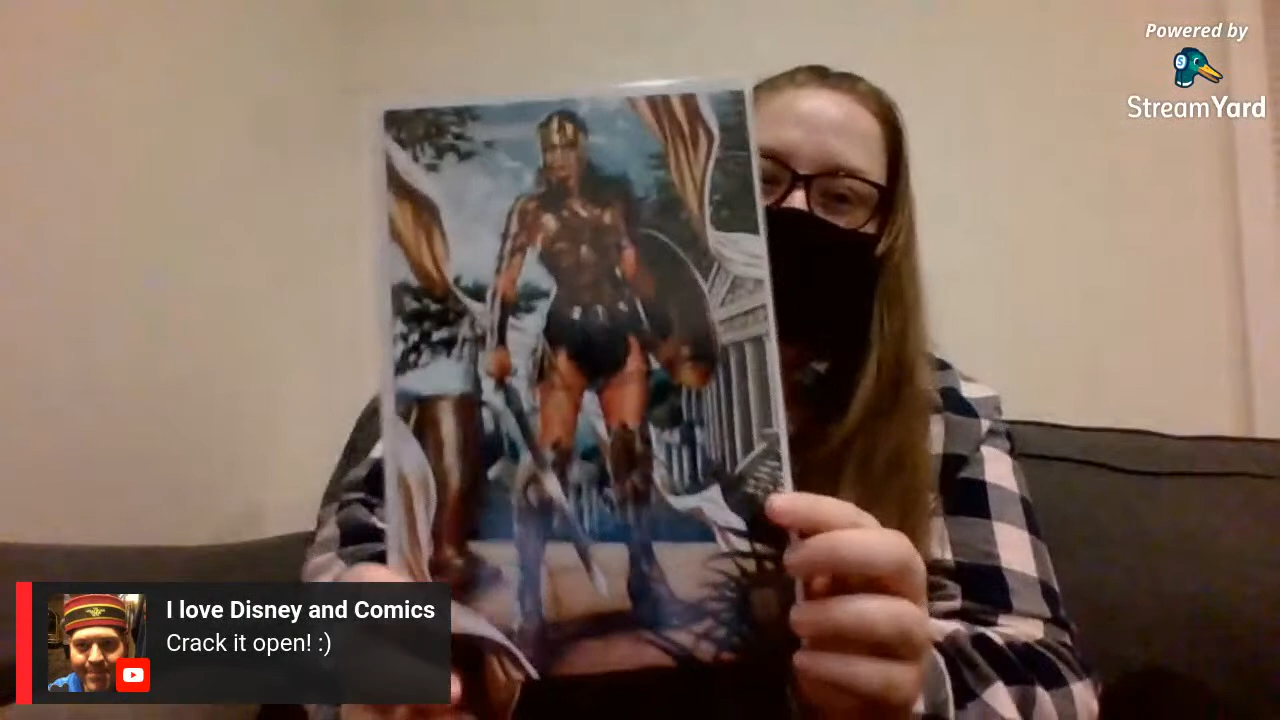 Powered by
StreamYard
I love Disney and Comics
Crack it open! :)